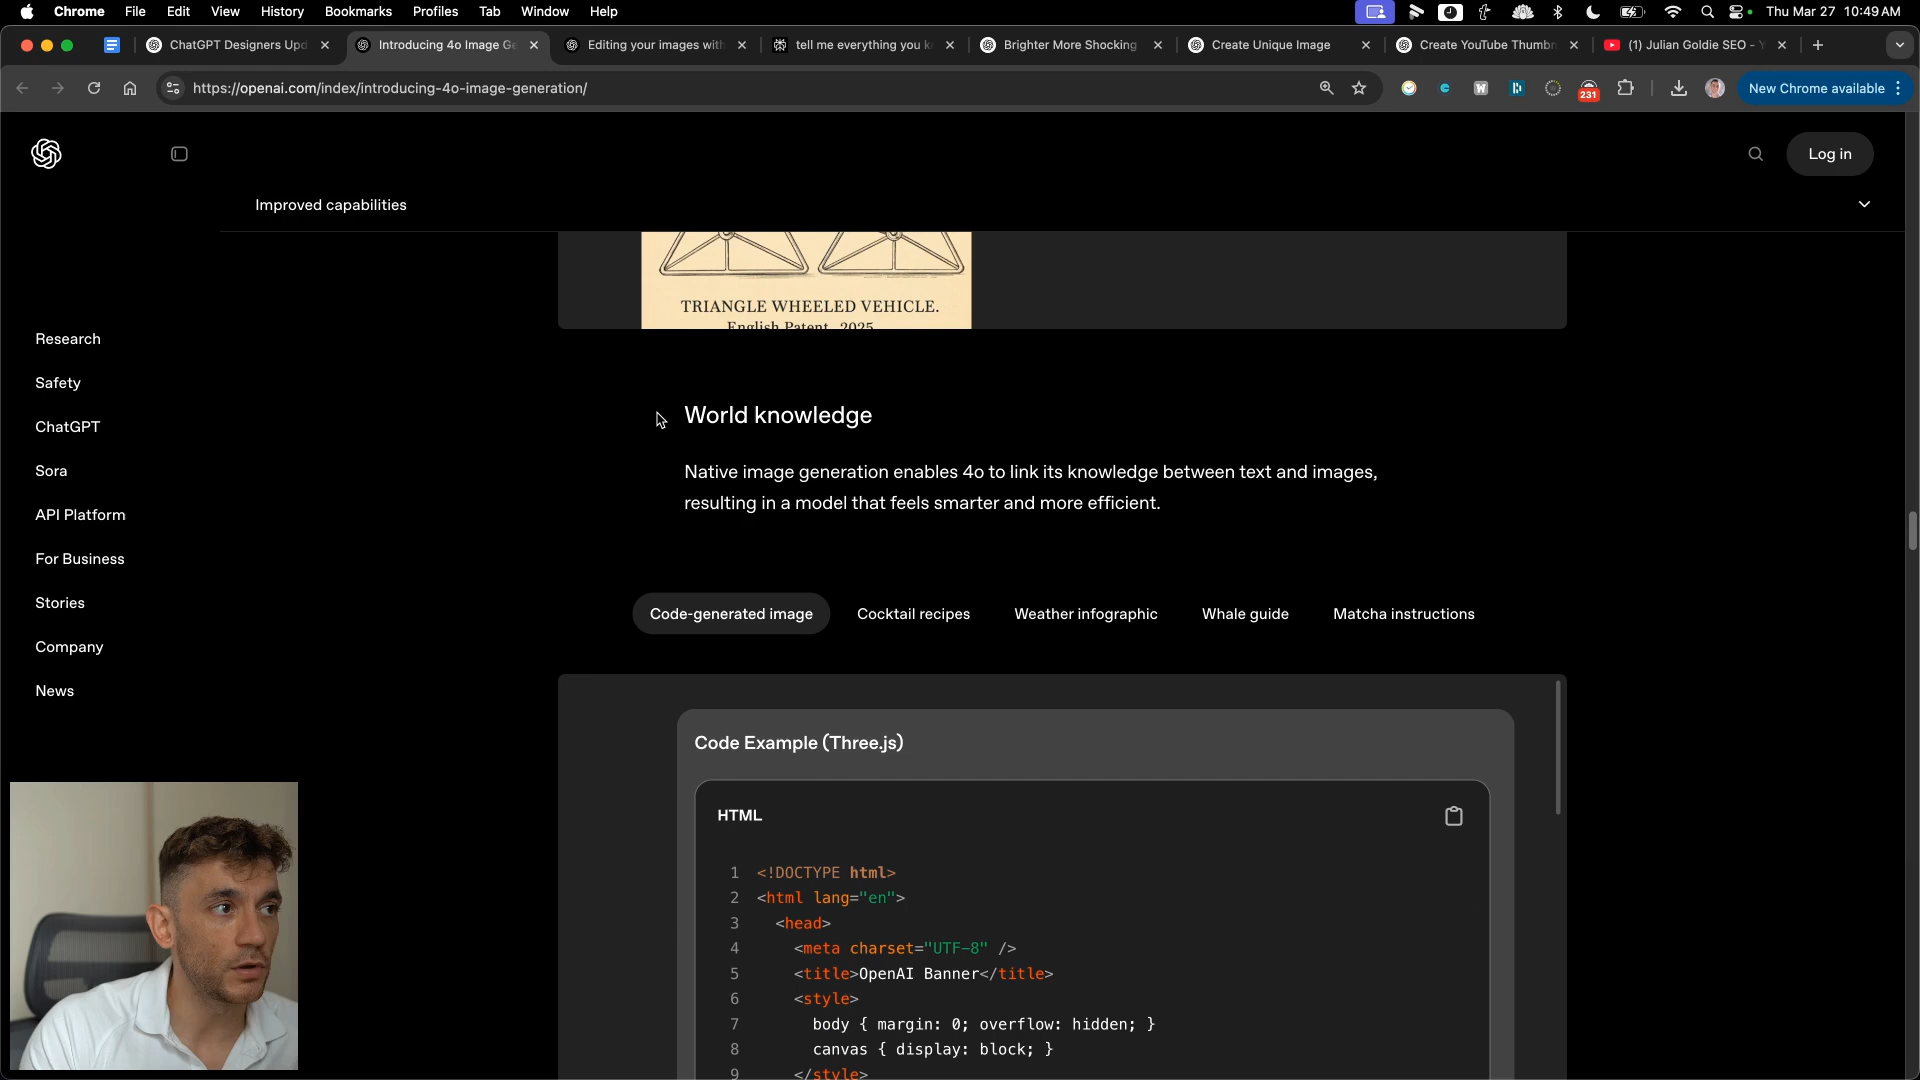 Chrome File Edit View History Bookmarks Profiles Tab Window Help Thu Mar 27 10:49 AM
ChatGPT Designers Upd Introducing 4o Image Ge Editing your images with tell me everything you k Brighter More Shocking Create Unique Image Create YouTube Thumbn (1) Julian Goldie SEO - Y
https://openai.com/index/introducing-4o-image-generation/ W 231 New Chrome available
Log in
Improved capabilities
TRIANGLE WHEELED VEHICLE.
English Patent. 2025.
Research
Safety
ChatGPT
Sora
API Platform
For Business
Stories
Company
News
World knowledge
Native image generation enables 4o to link its knowledge between text and images,
resulting in a model that feels smarter and more efficient.
Code-generated image Cocktail recipes Weather infographic Whale guide Matcha instructions
Code Example (Three.js)
HTML
1 <!DOCTYPE html>
2 <html lang="en">
3 <head>
4 <meta charset="UTF-8" />
5 <title>OpenAI Banner</title>
6 <style>
7 body { margin: 0; overflow: hidden; }
8 canvas { display: block; }
9 </style>